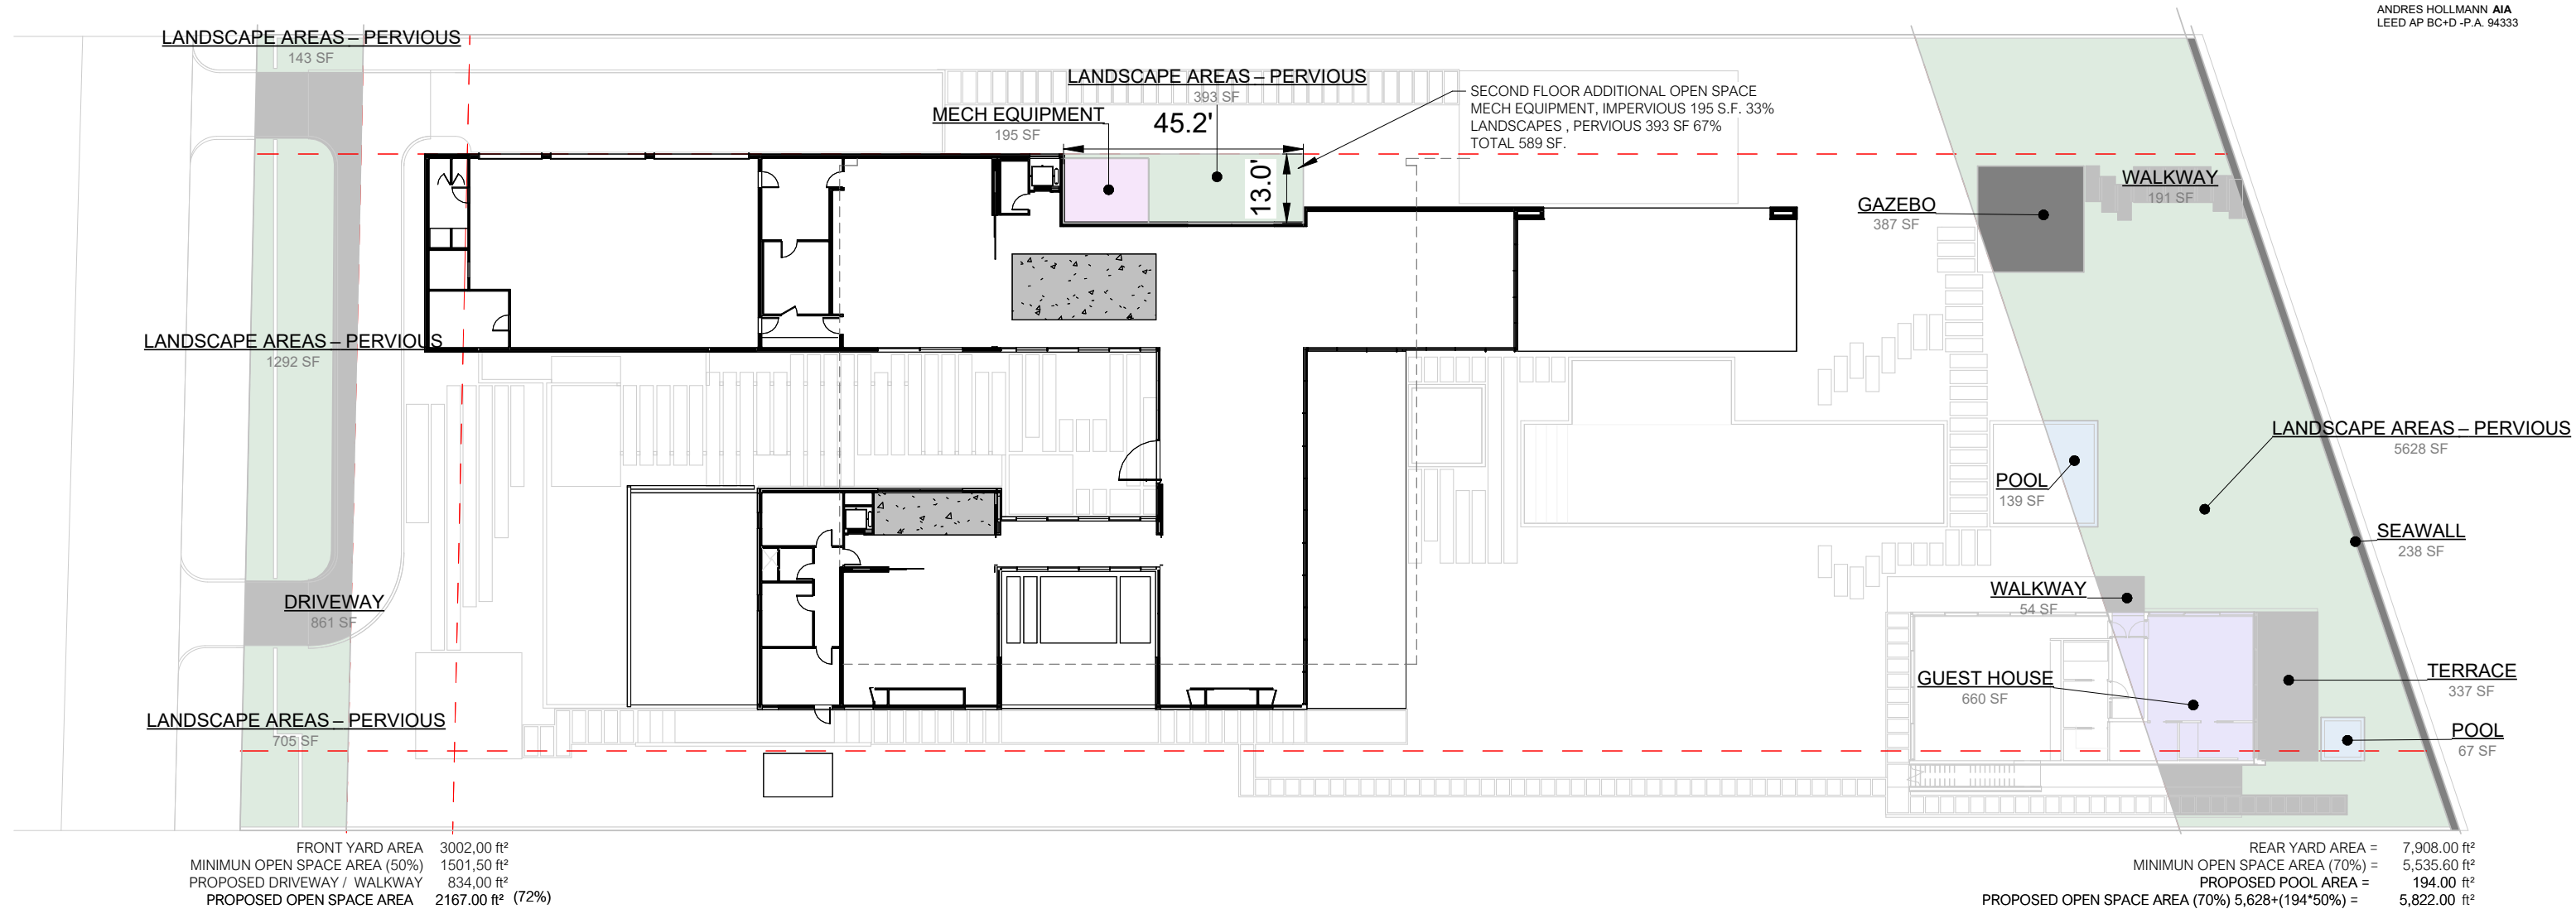 ANDRES HOLLMANN AIA
LEED AP BC+D -P.A. 94333
LANDSCAPE AREAS – PERVIOUS
143 SF
LANDSCAPE AREAS – PERVIOUS
393 SF
MECH EQUIPMENT
195 SF
45.2'
13.0'
SECOND FLOOR ADDITIONAL OPEN SPACE
MECH EQUIPMENT, IMPERVIOUS 195 S.F. 33%
LANDSCAPES , PERVIOUS 393 SF 67%
TOTAL 589 SF.
WALKWAY
191 SF
GAZEBO
387 SF
LANDSCAPE AREAS – PERVIOUS
1292 SF
LANDSCAPE AREAS – PERVIOUS
5628 SF
POOL
139 SF
SEAWALL
238 SF
WALKWAY
54 SF
DRIVEWAY
861 SF
GUEST HOUSE
660 SF
TERRACE
337 SF
LANDSCAPE AREAS – PERVIOUS
705 SF
POOL
67 SF
FRONT YARD AREA 3002,00 ft²
MINIMUN OPEN SPACE AREA (50%) 1501,50 ft²
PROPOSED DRIVEWAY / WALKWAY 834,00 ft²
PROPOSED OPEN SPACE AREA 2167.00 ft² (72%)
REAR YARD AREA = 7,908.00 ft²
MINIMUN OPEN SPACE AREA (70%) = 5,535.60 ft²
PROPOSED POOL AREA = 194.00 ft²
PROPOSED OPEN SPACE AREA (70%) 5,628+(194*50%) = 5,822.00 ft²